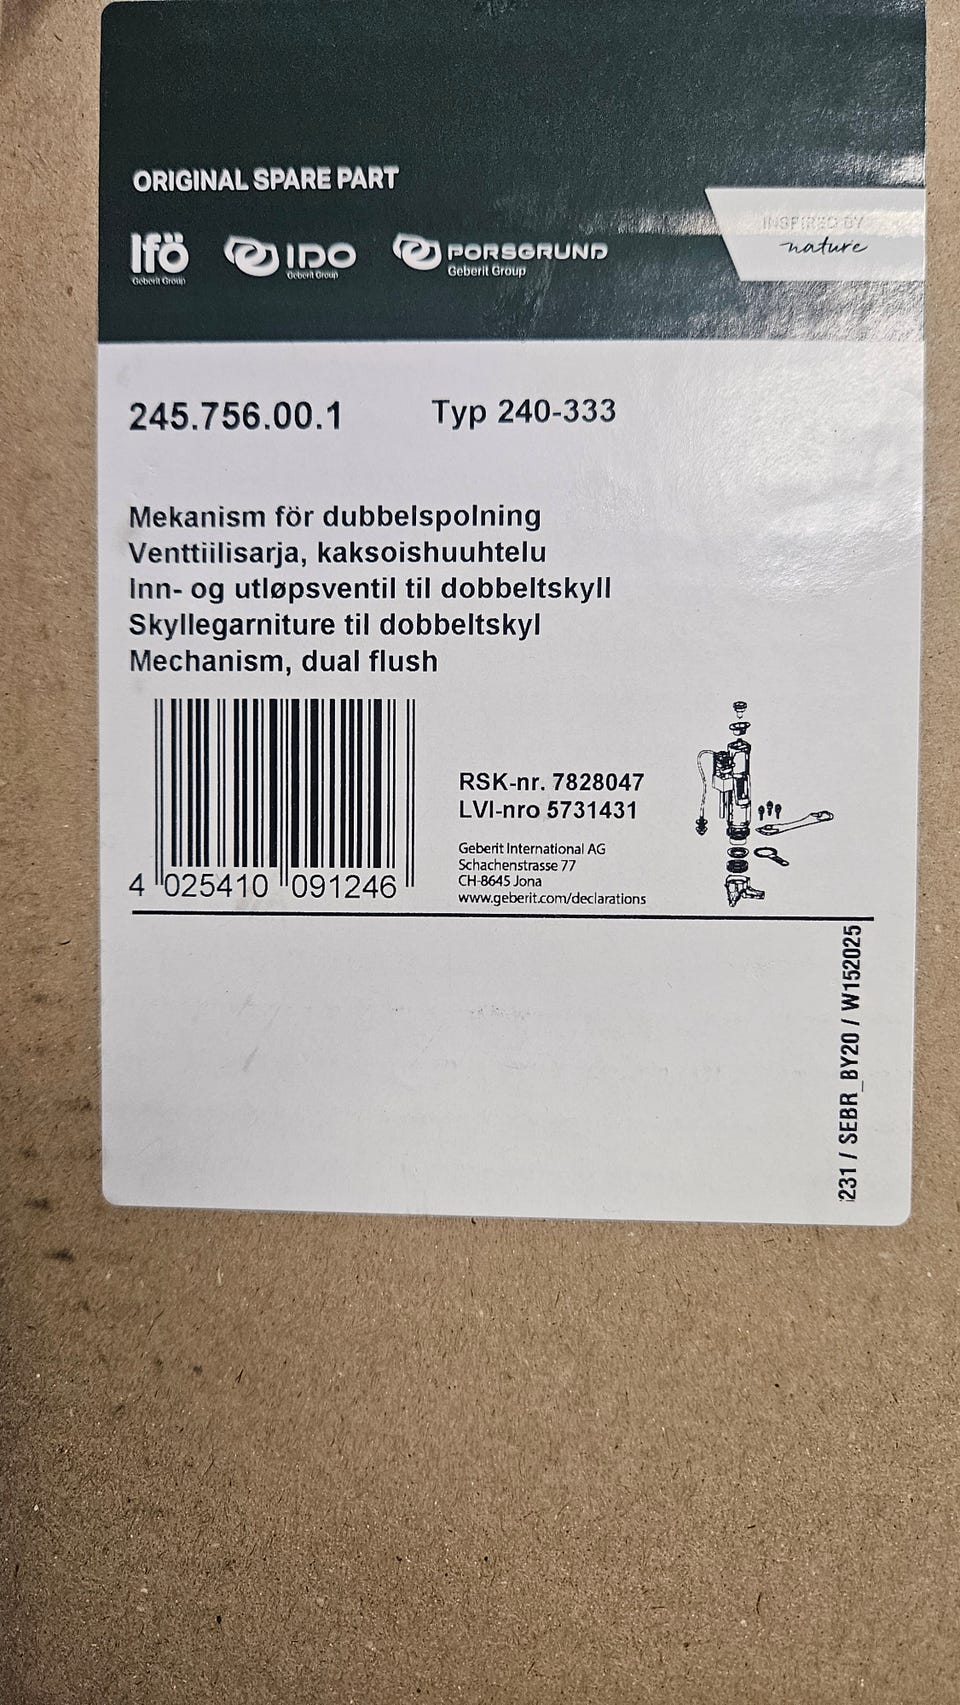 ORIGINAL SPARE PART
INSPIRED BY
nature
Ifö
Geberit Group
IDO
Geberit Group
PORSGRUND
Geberit Group
245.756.00.1 Typ 240-333
Mekanism för dubbelspolning
Venttiilisarja, kaksoishuuhtelu
Inn- og utløpsventil til dobbeltskyll
Skyllegarniture til dobbeltskyl
Mechanism, dual flush
RSK-nr. 7828047
LVI-nro 5731431
Geberit International AG
Schachenstrasse 77
CH-8645 Jona
www.geberit.com/declarations
4 025410 091246
231 / SEBR_BY20 / W152025